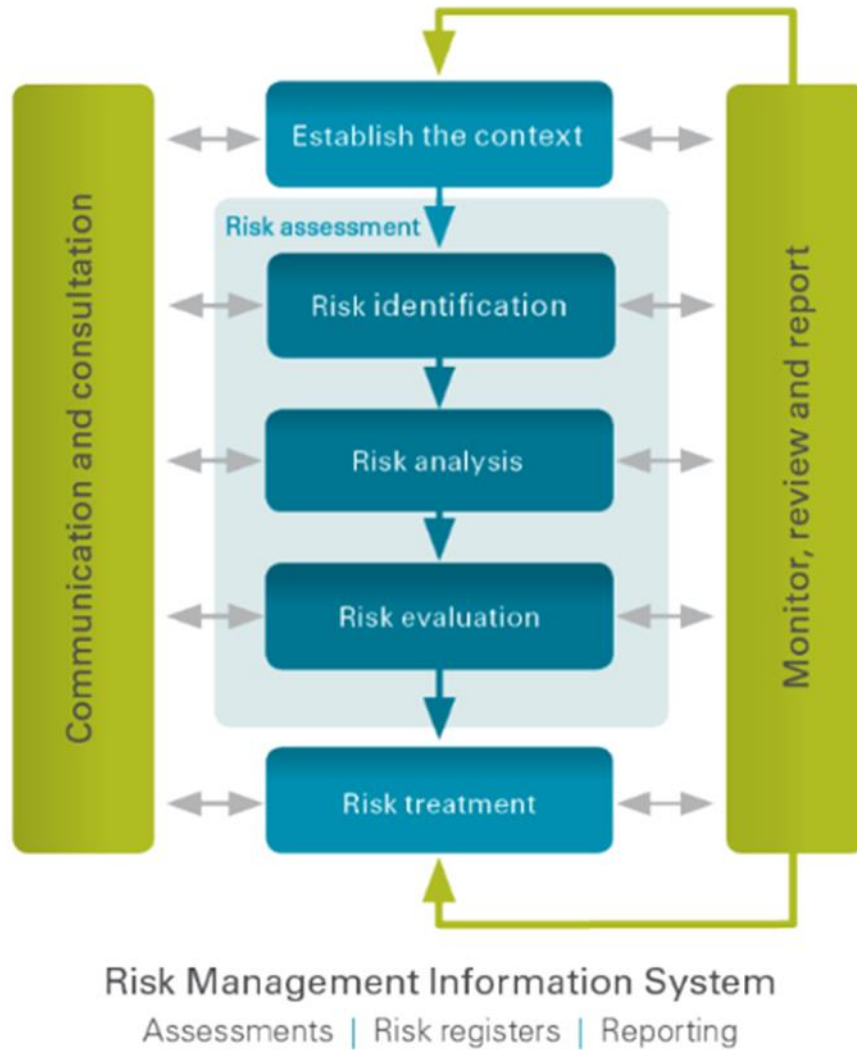 Establish the context
Risk assessment
Risk identification
Risk analysis
Risk evaluation
Risk treatment
Communication and consultation
Monitor, review and report
Risk Management Information System
Assessments | Risk registers | Reporting